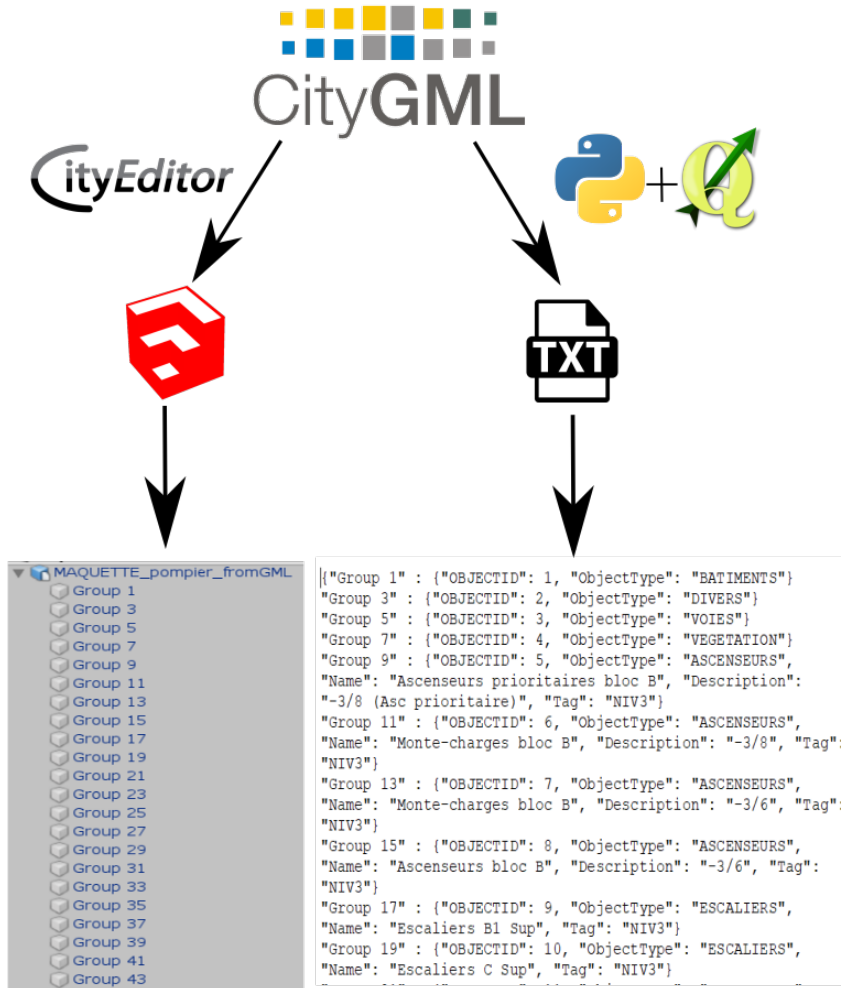 CityGML
CityEditor
+
TXT
MAQUETTE_pompier_fromGML
Group 1
Group 3
Group 5
Group 7
Group 9
Group 11
Group 13
Group 15
Group 17
Group 19
Group 21
Group 23
Group 25
Group 27
Group 29
Group 31
Group 33
Group 35
Group 37
Group 39
Group 41
Group 43
{"Group 1" : {"OBJECTID": 1, "ObjectType": "BATIMENTS"}
"Group 3" : {"OBJECTID": 2, "ObjectType": "DIVERS"}
"Group 5" : {"OBJECTID": 3, "ObjectType": "VOIES"}
"Group 7" : {"OBJECTID": 4, "ObjectType": "VEGETATION"}
"Group 9" : {"OBJECTID": 5, "ObjectType": "ASCENSEURS",
"Name": "Ascenseurs prioritaires bloc B", "Description":
"-3/8 (Asc prioritaire)", "Tag": "NIV3"}
"Group 11" : {"OBJECTID": 6, "ObjectType": "ASCENSEURS",
"Name": "Monte-charges bloc B", "Description": "-3/8", "Tag":
"NIV3"}
"Group 13" : {"OBJECTID": 7, "ObjectType": "ASCENSEURS",
"Name": "Monte-charges bloc B", "Description": "-3/6", "Tag":
"NIV3"}
"Group 15" : {"OBJECTID": 8, "ObjectType": "ASCENSEURS",
"Name": "Ascenseurs bloc B", "Description": "-3/6", "Tag":
"NIV3"}
"Group 17" : {"OBJECTID": 9, "ObjectType": "ESCALIERS",
"Name": "Escaliers B1 Sup", "Tag": "NIV3"}
"Group 19" : {"OBJECTID": 10, "ObjectType": "ESCALIERS",
"Name": "Escaliers C Sup", "Tag": "NIV3"}